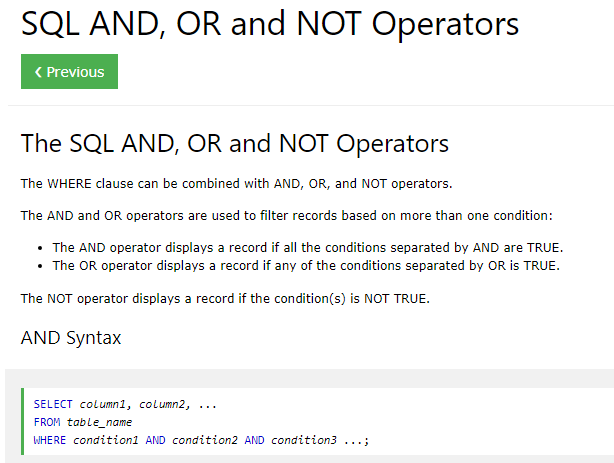 SQL AND, OR and NOT Operators
❮ Previous
The SQL AND, OR and NOT Operators
The WHERE clause can be combined with AND, OR, and NOT operators.
The AND and OR operators are used to filter records based on more than one condition:
• The AND operator displays a record if all the conditions separated by AND are TRUE.
• The OR operator displays a record if any of the conditions separated by OR is TRUE.
The NOT operator displays a record if the condition(s) is NOT TRUE.
AND Syntax
SELECT column1, column2, ...
FROM table_name
WHERE condition1 AND condition2 AND condition3 ...;